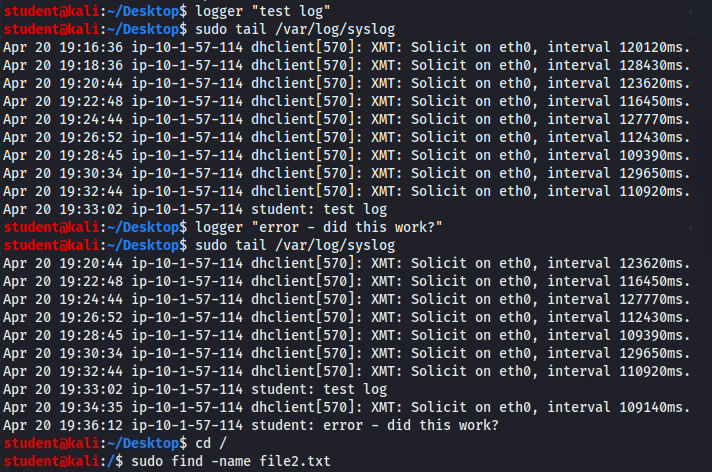 student@kali:~/Desktop$ logger "test log"
student@kali:~/Desktop$ sudo tail /var/log/syslog
Apr 20 19:16:36 ip-10-1-57-114 dhclient[570]: XMT: Solicit on eth0, interval 120120ms.
Apr 20 19:18:36 ip-10-1-57-114 dhclient[570]: XMT: Solicit on eth0, interval 128430ms.
Apr 20 19:20:44 ip-10-1-57-114 dhclient[570]: XMT: Solicit on eth0, interval 123620ms.
Apr 20 19:22:48 ip-10-1-57-114 dhclient[570]: XMT: Solicit on eth0, interval 116450ms.
Apr 20 19:24:44 ip-10-1-57-114 dhclient[570]: XMT: Solicit on eth0, interval 127770ms.
Apr 20 19:26:52 ip-10-1-57-114 dhclient[570]: XMT: Solicit on eth0, interval 112430ms.
Apr 20 19:28:45 ip-10-1-57-114 dhclient[570]: XMT: Solicit on eth0, interval 109390ms.
Apr 20 19:30:34 ip-10-1-57-114 dhclient[570]: XMT: Solicit on eth0, interval 129650ms.
Apr 20 19:32:44 ip-10-1-57-114 dhclient[570]: XMT: Solicit on eth0, interval 110920ms.
Apr 20 19:33:02 ip-10-1-57-114 student: test log
student@kali:~/Desktop$ logger "error - did this work?"
student@kali:~/Desktop$ sudo tail /var/log/syslog
Apr 20 19:20:44 ip-10-1-57-114 dhclient[570]: XMT: Solicit on eth0, interval 123620ms.
Apr 20 19:22:48 ip-10-1-57-114 dhclient[570]: XMT: Solicit on eth0, interval 116450ms.
Apr 20 19:24:44 ip-10-1-57-114 dhclient[570]: XMT: Solicit on eth0, interval 127770ms.
Apr 20 19:26:52 ip-10-1-57-114 dhclient[570]: XMT: Solicit on eth0, interval 112430ms.
Apr 20 19:28:45 ip-10-1-57-114 dhclient[570]: XMT: Solicit on eth0, interval 109390ms.
Apr 20 19:30:34 ip-10-1-57-114 dhclient[570]: XMT: Solicit on eth0, interval 129650ms.
Apr 20 19:32:44 ip-10-1-57-114 dhclient[570]: XMT: Solicit on eth0, interval 110920ms.
Apr 20 19:33:02 ip-10-1-57-114 student: test log
Apr 20 19:34:35 ip-10-1-57-114 dhclient[570]: XMT: Solicit on eth0, interval 109140ms.
Apr 20 19:36:12 ip-10-1-57-114 student: error - did this work?
student@kali:~/Desktop$ cd /
student@kali:/$ sudo find -name file2.txt